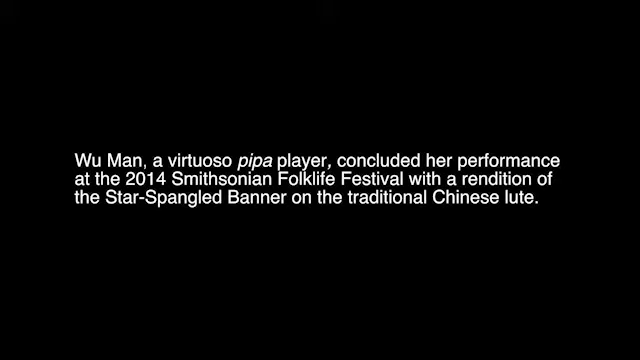 Wu Man, a virtuoso pipa player, concluded her performance
at the 2014 Smithsonian Folklife Festival with a rendition of
the Star-Spangled Banner on the traditional Chinese lute.